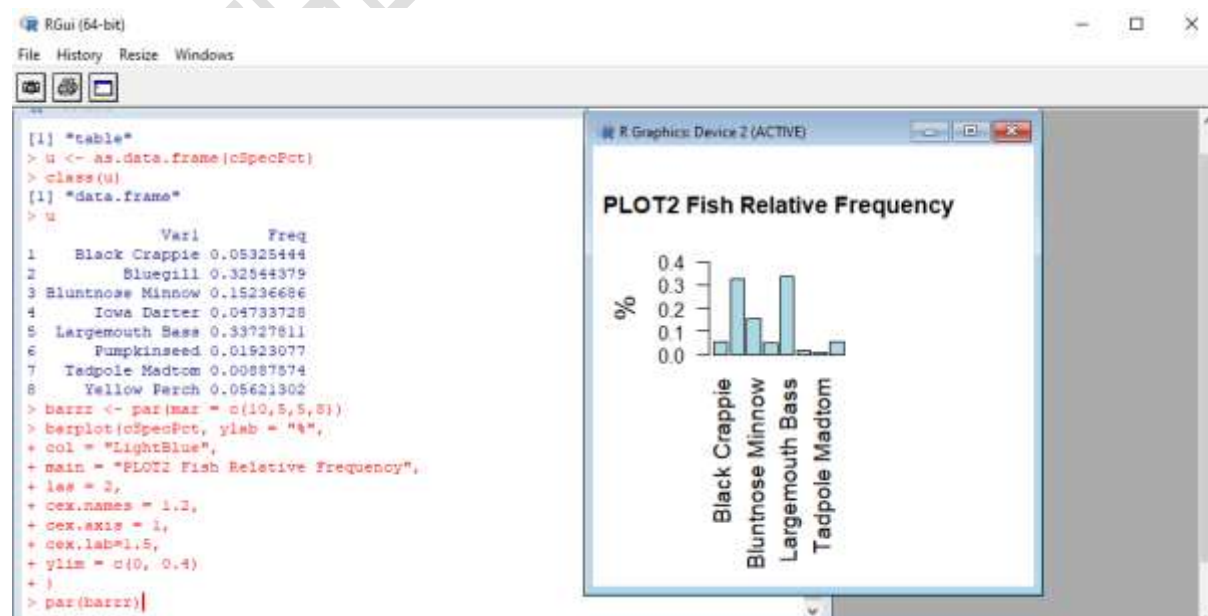 RGui (64-bit)
File History Resize Windows
[1] "table"
> u <- as.data.frame(cSpecPct)
> class(u)
[1] "data.frame"
> u
Var1 Freq
1 Black Crappie 0.05325444
2 Bluegill 0.32544379
3 Bluntnose Minnow 0.15236686
4 Iowa Darter 0.04733728
5 Largemouth Bass 0.33727811
6 Pumpkinseed 0.01923077
7 Tadpole Madtom 0.00887574
8 Yellow Perch 0.05621302
> barrr <- par(mar = c(10,5,5,8))
> barplot(cSpecPct, ylab = "%",
+ col = "LightBlue",
+ main = "PLOT2 Fish Relative Frequency",
+ las = 2,
+ cex.names = 1.2,
+ cex.axis = 1,
+ cex.lab=1.5,
+ ylim = c(0, 0.4)
+ )
> par(barrr)
R Graphics: Device 2 (ACTIVE)
PLOT2 Fish Relative Frequency
%
0.4
0.3
0.2
0.1
0.0
Black Crappie
Bluntnose Minnow
Largemouth Bass
Tadpole Madtom